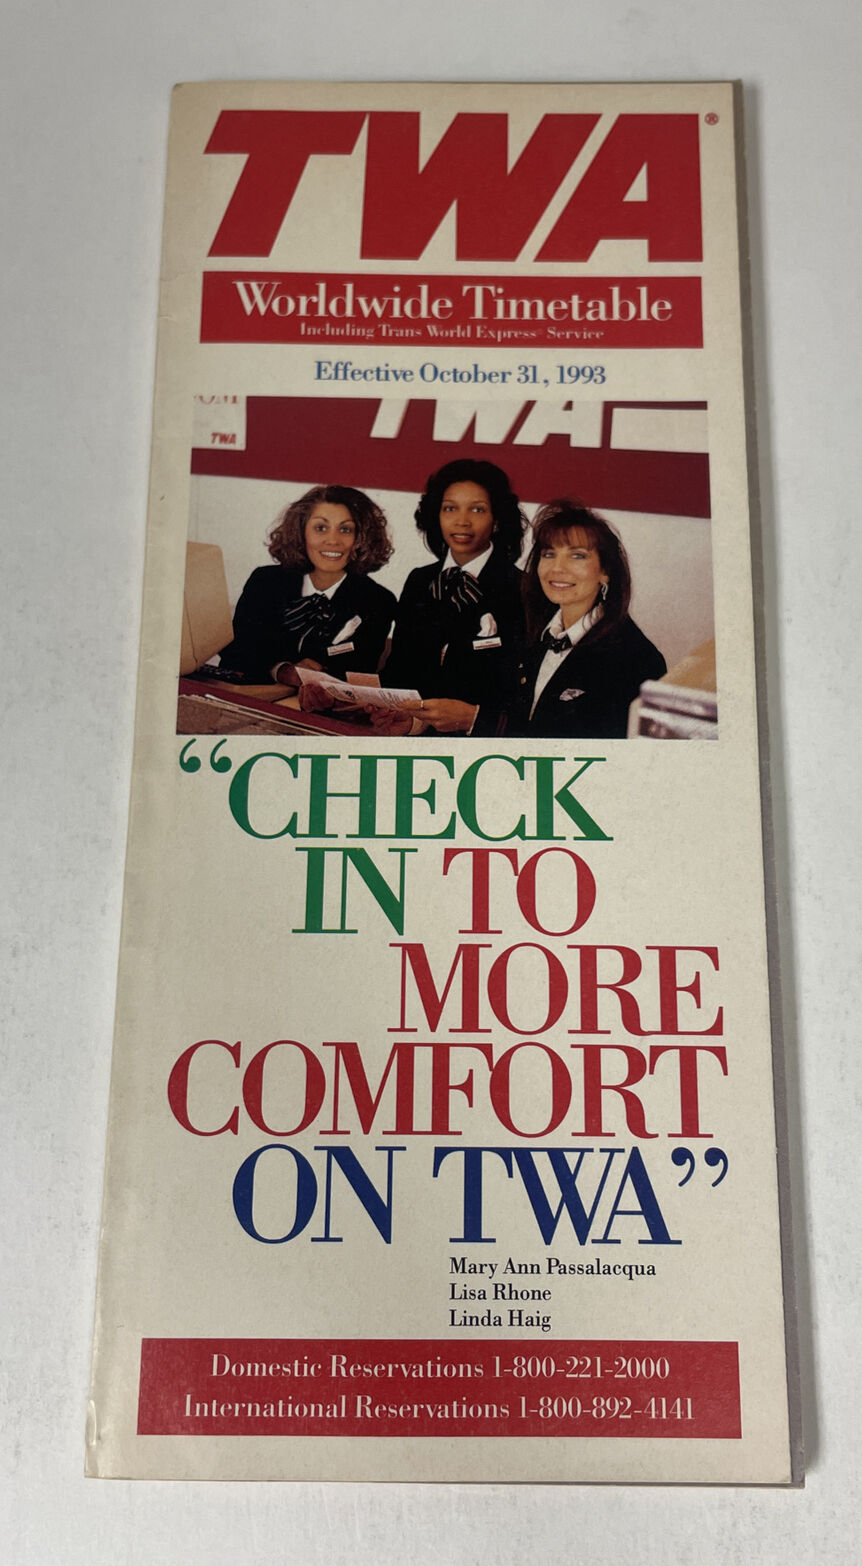 TWA®
Worldwide Timetable
Including Trans World Express℠ Service
Effective October 31, 1993
TWA
TWA
“CHECK
IN TO
MORE
COMFORT
ON TWA”
Mary Ann Passalacqua
Lisa Rhone
Linda Haig
Domestic Reservations 1-800-221-2000
International Reservations 1-800-892-4141